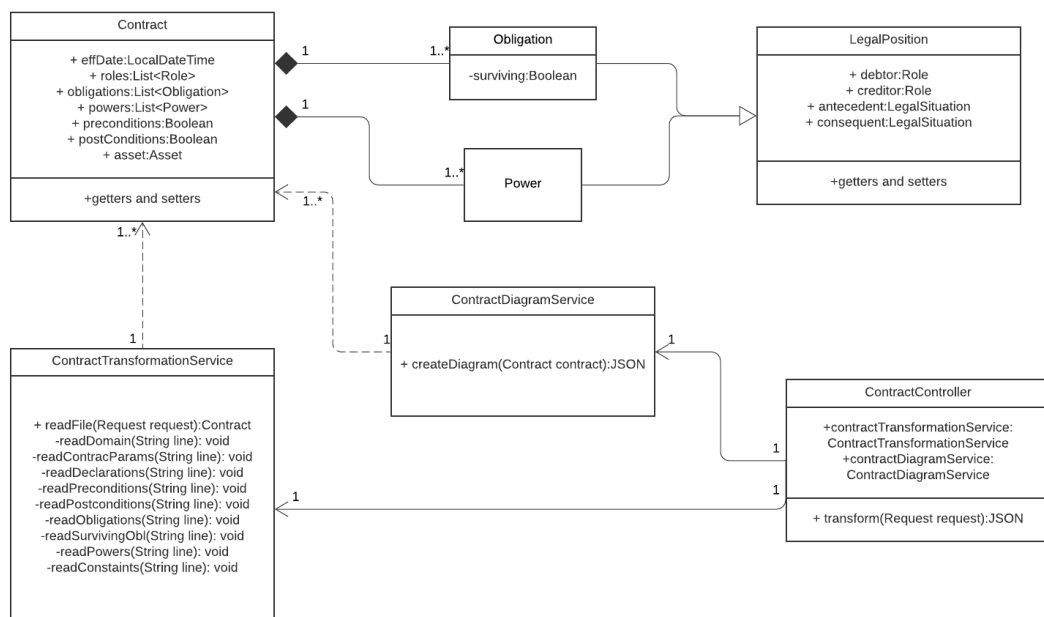 Contract
+ effDate:LocalDateTime
+ roles:List<Role>
+ obligations:List<Obligation>
+ powers:List<Power>
+ preconditions:Boolean
+ postConditions:Boolean
+ asset:Asset
+getters and setters
1
1..*
1
1..*
Obligation
-surviving:Boolean
Power
LegalPosition
+ debtor:Role
+ creditor:Role
+ antecedent:LegalSituation
+ consequent:LegalSituation
+getters and setters
1..*
1..*
1
1
ContractDiagramService
+ createDiagram(Contract contract):JSON
1
1
ContractTransformationService
+ readFile(Request request):Contract
-readDomain(String line): void
-readContracParams(String line): void
-readDeclarations(String line): void
-readPreconditions(String line): void
-readPostconditions(String line): void
-readObligations(String line): void
-readSurvivingObl(String line): void
-readPowers(String line): void
-readConstaints(String line): void
1
1
ContractController
+contractTransformationService:
ContractTransformationService
+contractDiagramService:
ContractDiagramService
+ transform(Request request):JSON